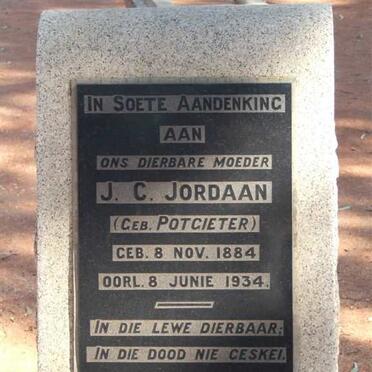 IN SOETE AANDENKING
AAN
ONS DIERBARE MOEDER
J. C. JORDAAN
(GEB. POTGIETER)
GEB. 8 NOV. 1884
OORL. 8 JUNIE 1934.
IN DIE LEWE DIERBAAR;
IN DIE DOOD NIE GESKEI.